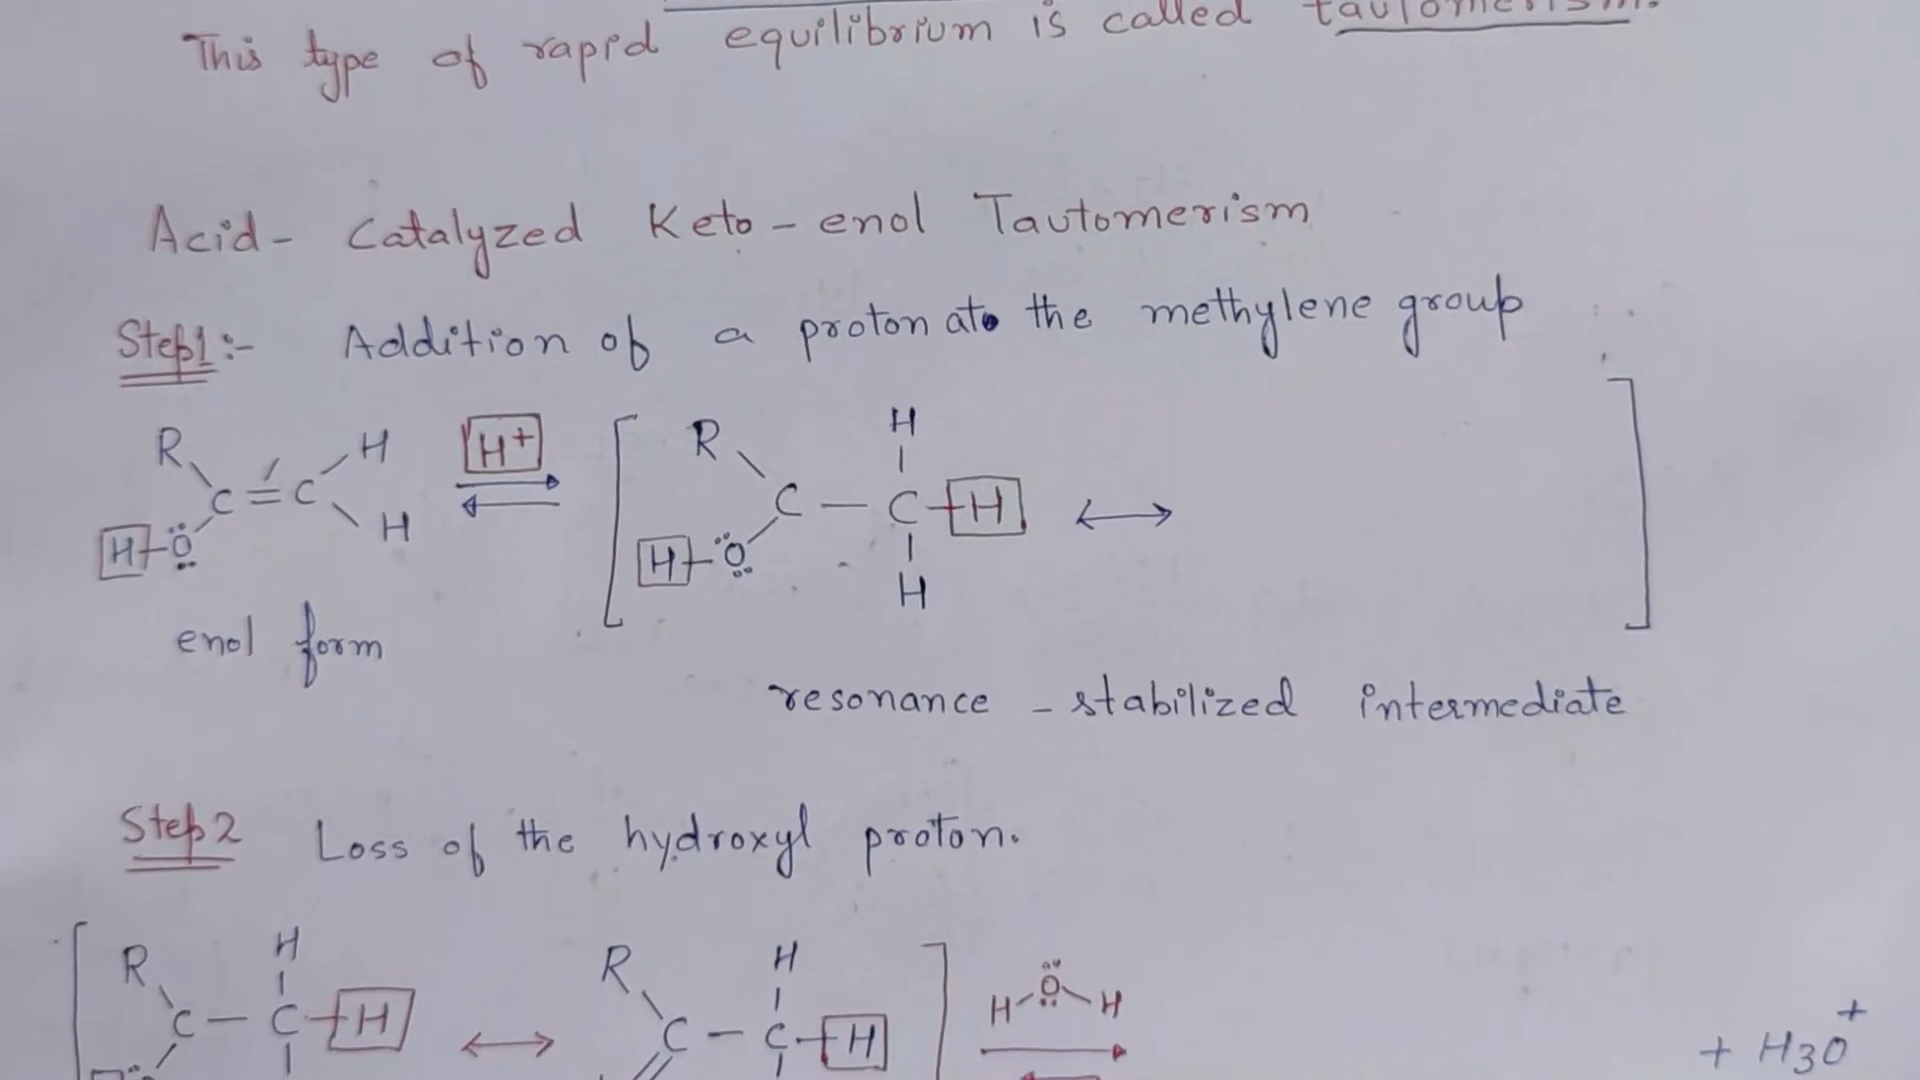 This type of rapid equilibrium is called tautomerism.
Acid- Catalyzed Keto-enol Tautomerism
Step1:- Addition of a proton ato the methylene group
R H H+ R H
C = C C - C - H ↔
H-O H H-O H
enol form
resonance-stabilized intermediate
Step2 Loss of the hydroxyl proton.
R H R H H-O-H
C - C - H ↔ C - C - H + H3O+